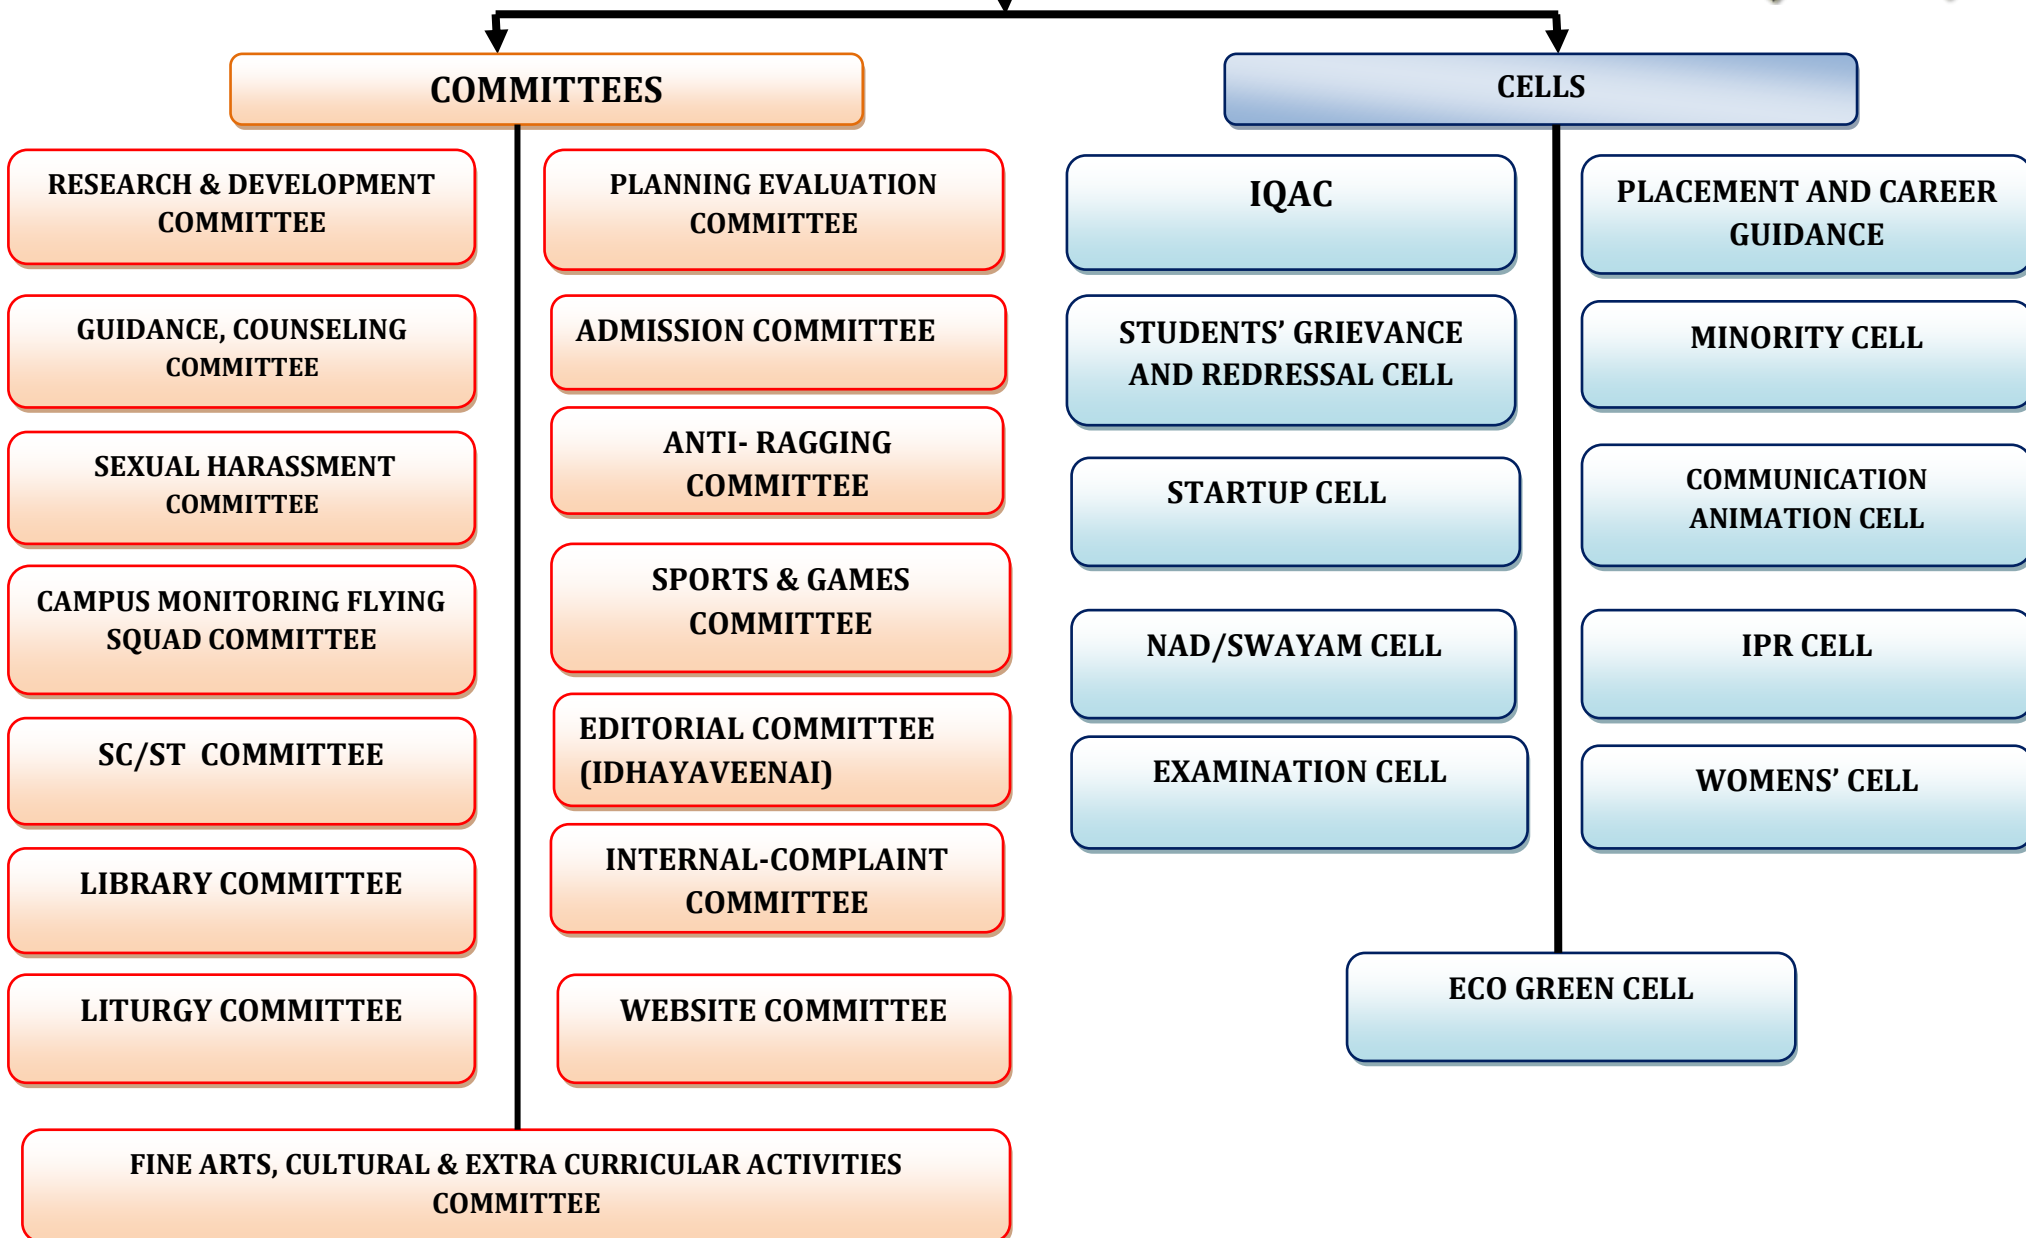 COMMITTEES
RESEARCH & DEVELOPMENT
COMMITTEE
PLANNING EVALUATION
COMMITTEE
GUIDANCE, COUNSELING
COMMITTEE
ADMISSION COMMITTEE
SEXUAL HARASSMENT
COMMITTEE
ANTI- RAGGING
COMMITTEE
CAMPUS MONITORING FLYING
SQUAD COMMITTEE
SPORTS & GAMES
COMMITTEE
SC/ST  COMMITTEE
EDITORIAL COMMITTEE
(IDHAYAVEENAI)
LIBRARY COMMITTEE
INTERNAL-COMPLAINT
COMMITTEE
LITURGY COMMITTEE
WEBSITE COMMITTEE
FINE ARTS, CULTURAL & EXTRA CURRICULAR ACTIVITIES
COMMITTEE
CELLS
IQAC
PLACEMENT AND CAREER
GUIDANCE
STUDENTS’ GRIEVANCE
AND REDRESSAL CELL
MINORITY CELL
STARTUP CELL
COMMUNICATION
ANIMATION CELL
NAD/SWAYAM CELL
IPR CELL
EXAMINATION CELL
WOMENS’ CELL
ECO GREEN CELL